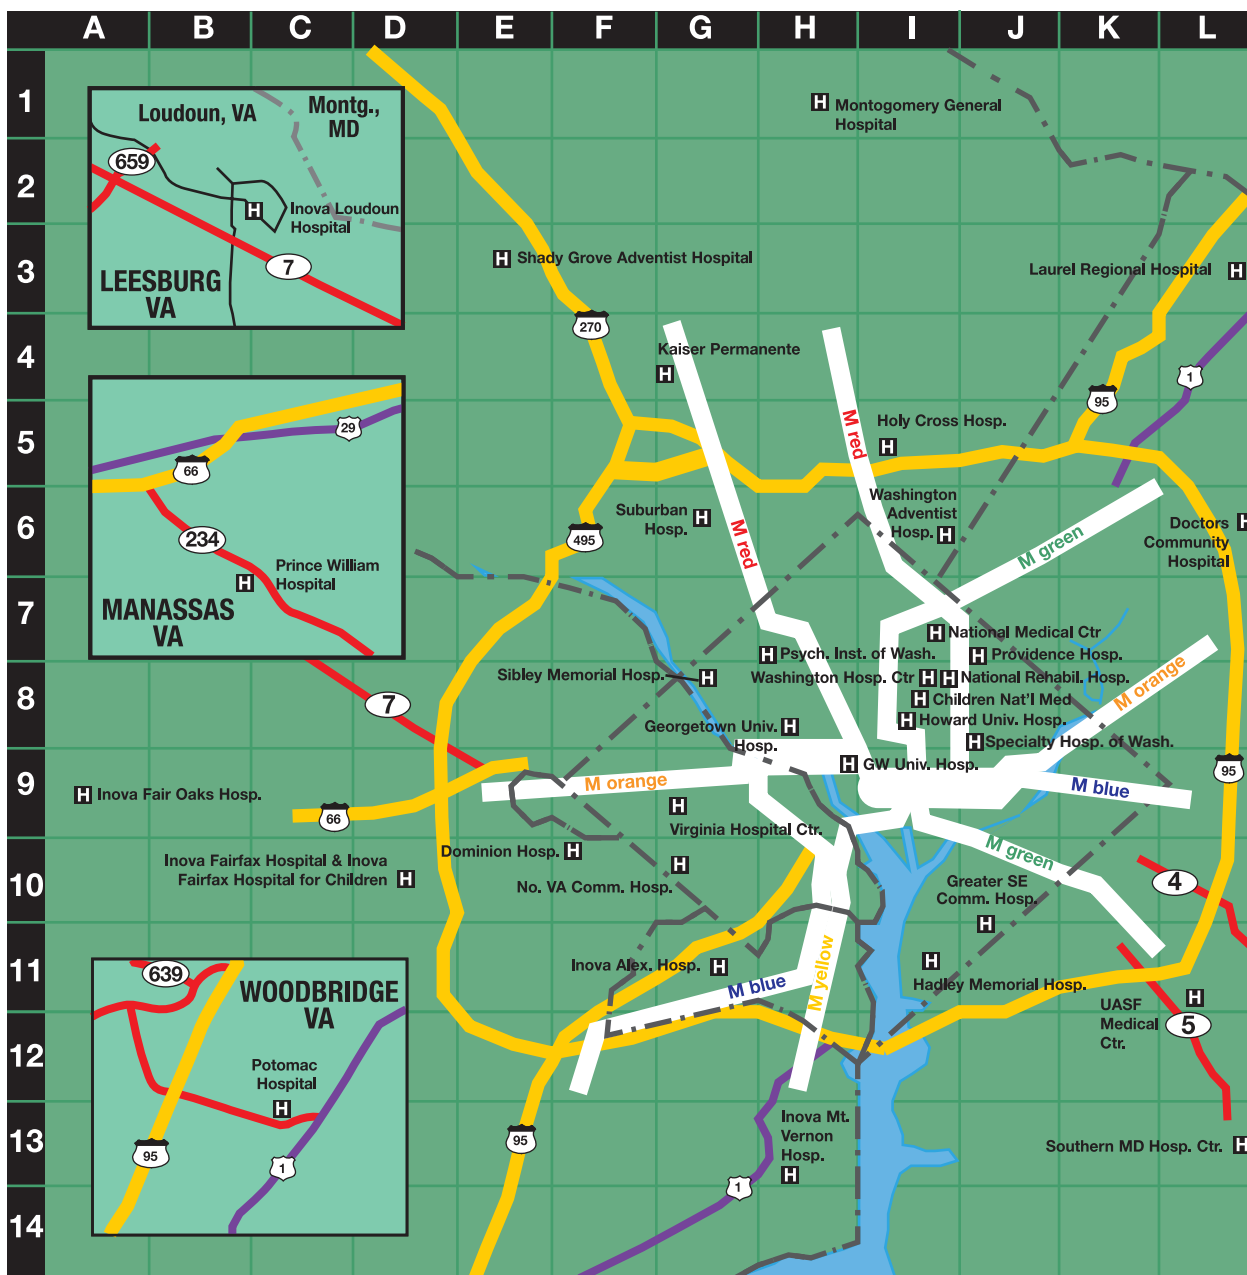 A B C D E F G H I J K L
1
2
3
4
5
6
7
8
9
10
11
12
13
14
Loudoun, VA
Montg.,
MD
659
H
Inova Loudoun
Hospital
7
LEESBURG
VA
29
66
234
H
Prince William
Hospital
MANASSAS
VA
639
WOODBRIDGE
VA
Potomac
Hospital
H
95
1
H Montogomery General
Hospital
H Shady Grove Adventist Hospital
Laurel Regional Hospital H
270
Kaiser Permanente
H
1
95
M red
Holy Cross Hosp.
H
Suburban
Hosp. H
M red
Washington
Adventist
Hosp. H
Doctors H
Community
Hospital
495
M green
H National Medical Ctr
H Psych. Inst. of Wash.
H Providence Hosp.
Sibley Memorial Hosp. H
Washington Hosp. Ctr H
H National Rehabil. Hosp.
M orange
H Children Nat'l Med
7
Georgetown Univ. H
Hosp.
H Howard Univ. Hosp.
H Specialty Hosp. of Wash.
H GW Univ. Hosp.
95
H Inova Fair Oaks Hosp.
M orange
M blue
66
H
Virginia Hospital Ctr.
Dominion Hosp. H
M green
Inova Fairfax Hospital & Inova
Fairfax Hospital for Children H
H
No. VA Comm. Hosp.
Greater SE
Comm. Hosp.
H
4
Inova Alex. Hosp. H
M blue
M yellow
H
Hadley Memorial Hosp.
H
UASF
Medical
Ctr.
5
95
Inova Mt.
Vernon
Hosp.
H
Southern MD Hosp. Ctr. H
1